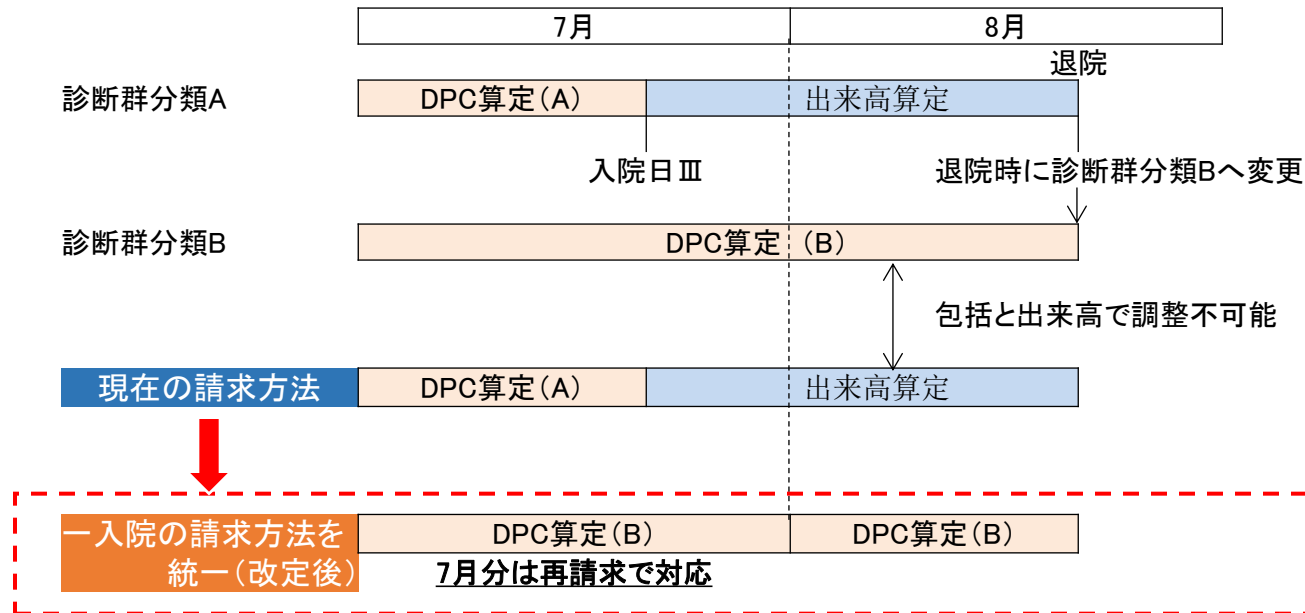 7月 8月
退院
診断群分類A DPC算定(A) 出来高算定
入院日Ⅲ 退院時に診断群分類Bへ変更
診断群分類B DPC算定 (B)
包括と出来高で調整不可能
現在の請求方法 DPC算定(A) 出来高算定
一入院の請求方法を DPC算定(B) DPC算定(B)
統一(改定後) 7月分は再請求で対応